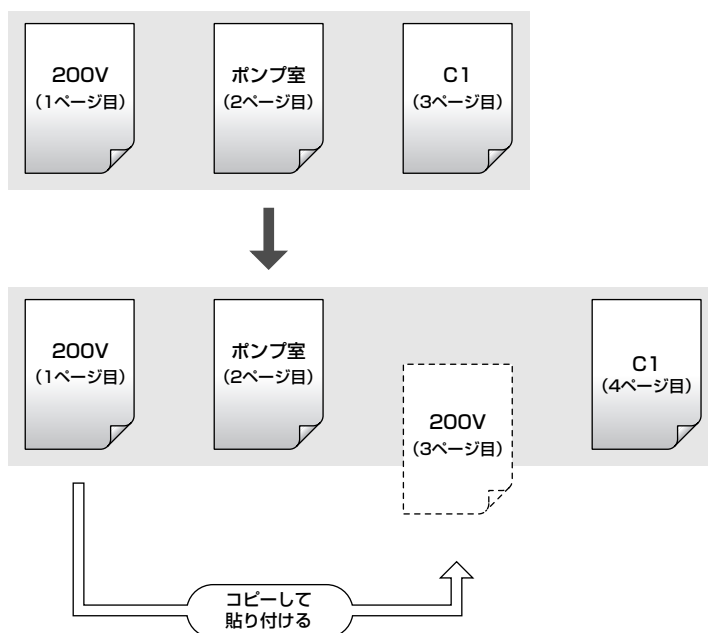 200V
（1ページ目）
ポンプ室
（2ページ目）
C1
（3ページ目）
200V
（1ページ目）
ポンプ室
（2ページ目）
200V
（3ページ目）
C1
（4ページ目）
コピーして
貼り付ける